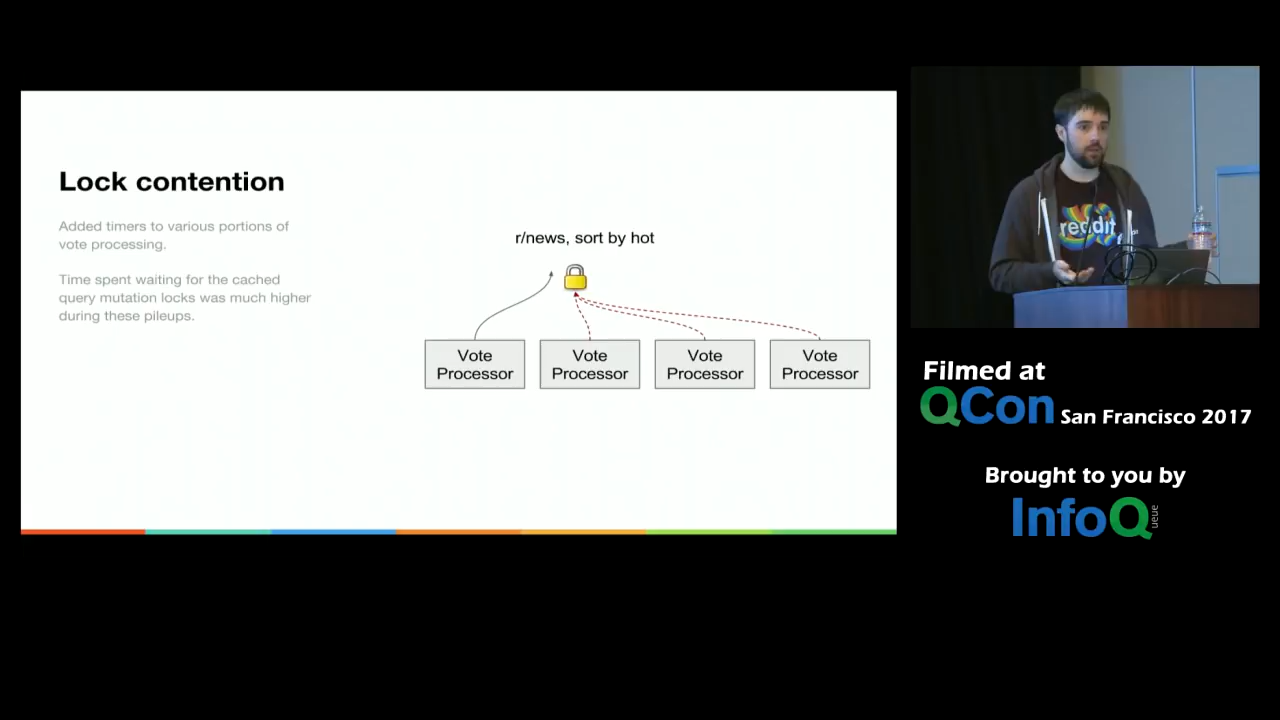 Lock contention
Added timers to various portions of
vote processing.
Time spent waiting for the cached
query mutation locks was much higher
during these pileups.
r/news, sort by hot
Vote
Processor
Vote
Processor
Vote
Processor
Vote
Processor
reddit
Filmed at
QCon San Francisco 2017
Brought to you by
InfoQ
ueue